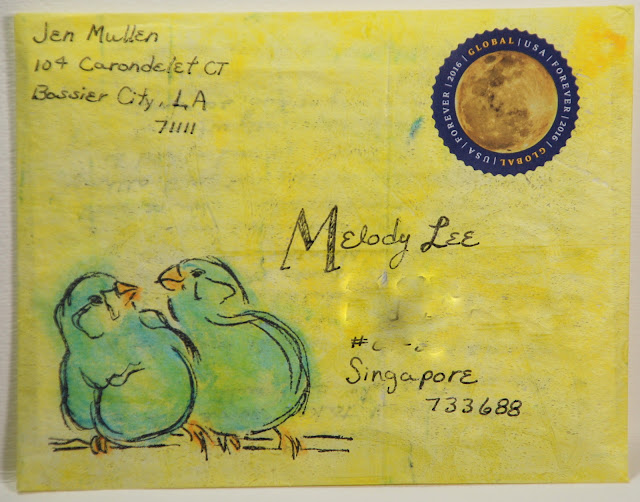 Jen Mullen
104 Carondelet CT
Bossier City, LA
71111
GLOBAL | USA | FOREVER | 2016 | GLOBAL | USA | FOREVER | 2016 |
Melody Lee
#
Singapore
733688